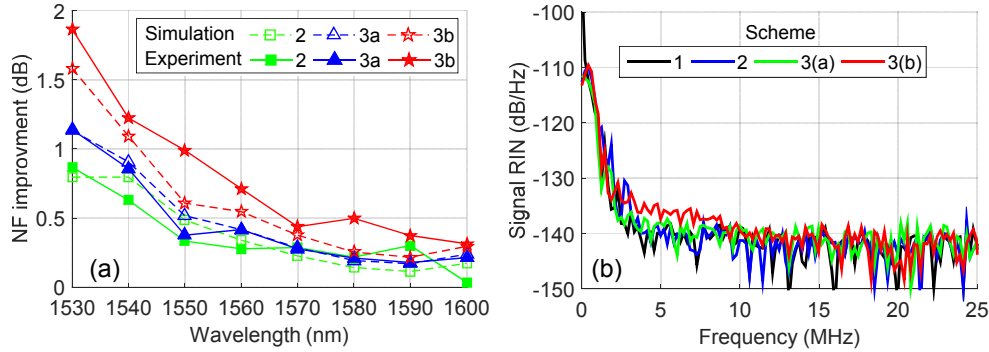 2
1.5
1
0.5
0
NF improvment (dB)
Simulation 2 3a 3b
Experiment 2 3a 3b
(a)
1530 1540 1550 1560 1570 1580 1590 1600
Wavelength (nm)
-100
-110
-120
-130
-140
-150
Signal RIN (dB/Hz)
Scheme
1 2 3(a) 3(b)
(b)
0 5 10 15 20 25
Frequency (MHz)